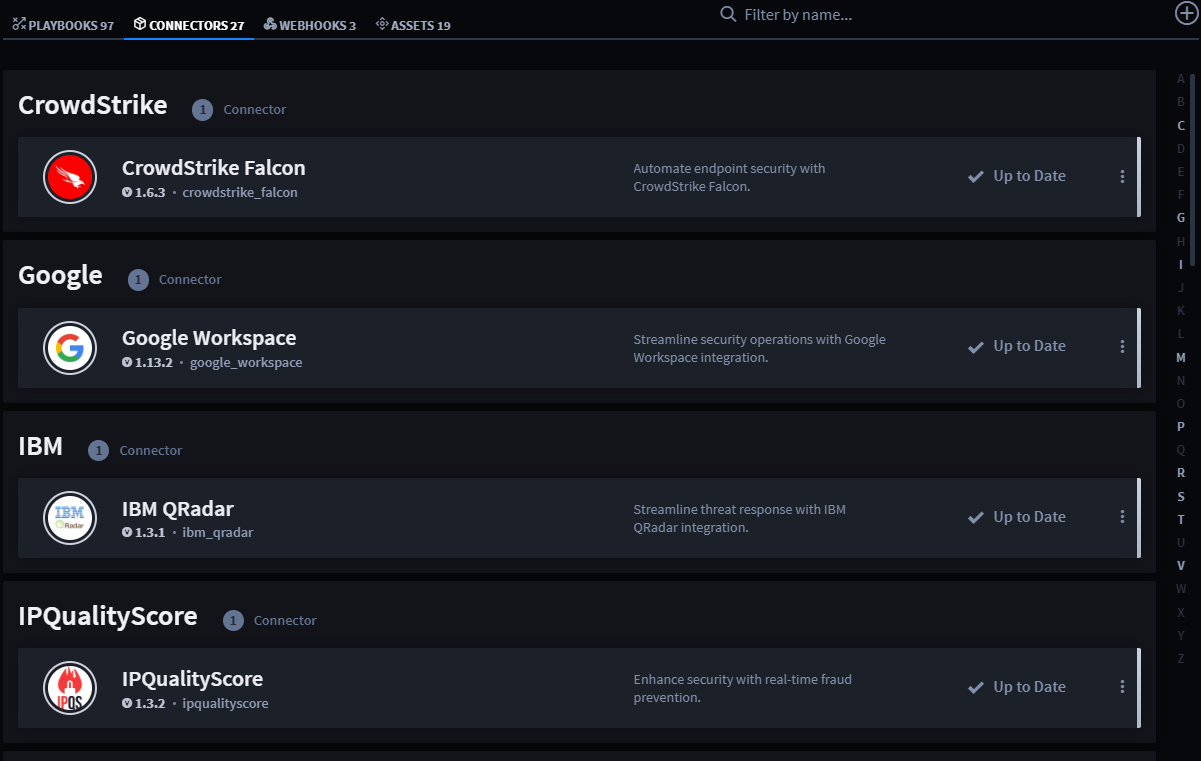 PLAYBOOKS 97 CONNECTORS 27 WEBHOOKS 3 ASSETS 19 Filter by name...
CrowdStrike 1 Connector
CrowdStrike Falcon
1.6.3 • crowdstrike_falcon
Automate endpoint security with
CrowdStrike Falcon.
Up to Date
Google 1 Connector
Google Workspace
1.13.2 • google_workspace
Streamline security operations with Google
Workspace integration.
Up to Date
IBM 1 Connector
IBM
Radar
IBM QRadar
1.3.1 • ibm_qradar
Streamline threat response with IBM
QRadar integration.
Up to Date
IPQualityScore 1 Connector
IPQS
IPQualityScore
1.3.2 • ipqualityscore
Enhance security with real-time fraud
prevention.
Up to Date
A
B
C
D
E
F
G
H
I
J
K
L
M
N
O
P
Q
R
S
T
U
V
W
X
Y
Z